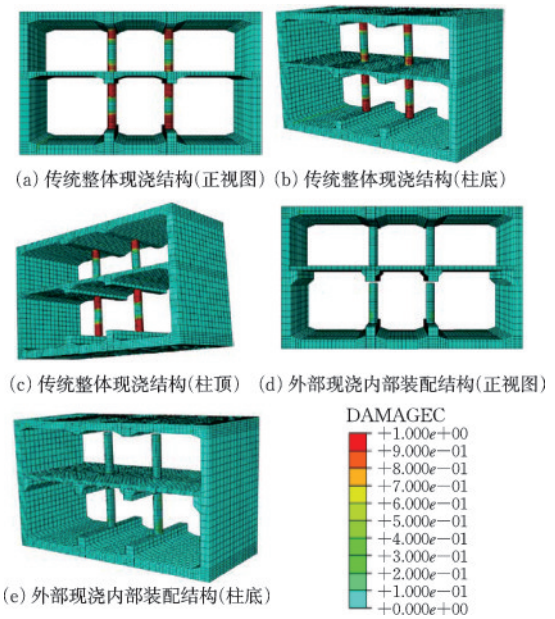 (a) 传统整体现浇结构(正视图)
(b) 传统整体现浇结构(柱底)
(c) 传统整体现浇结构(柱顶)
(d) 外部现浇内部装配结构(正视图)
DAMAGEC
+1.000e+00
+9.000e−01
+8.000e−01
+7.000e−01
+6.000e−01
+5.000e−01
+4.000e−01
+3.000e−01
+2.000e−01
+1.000e−01
+0.000e+00
(e) 外部现浇内部装配结构(柱底)